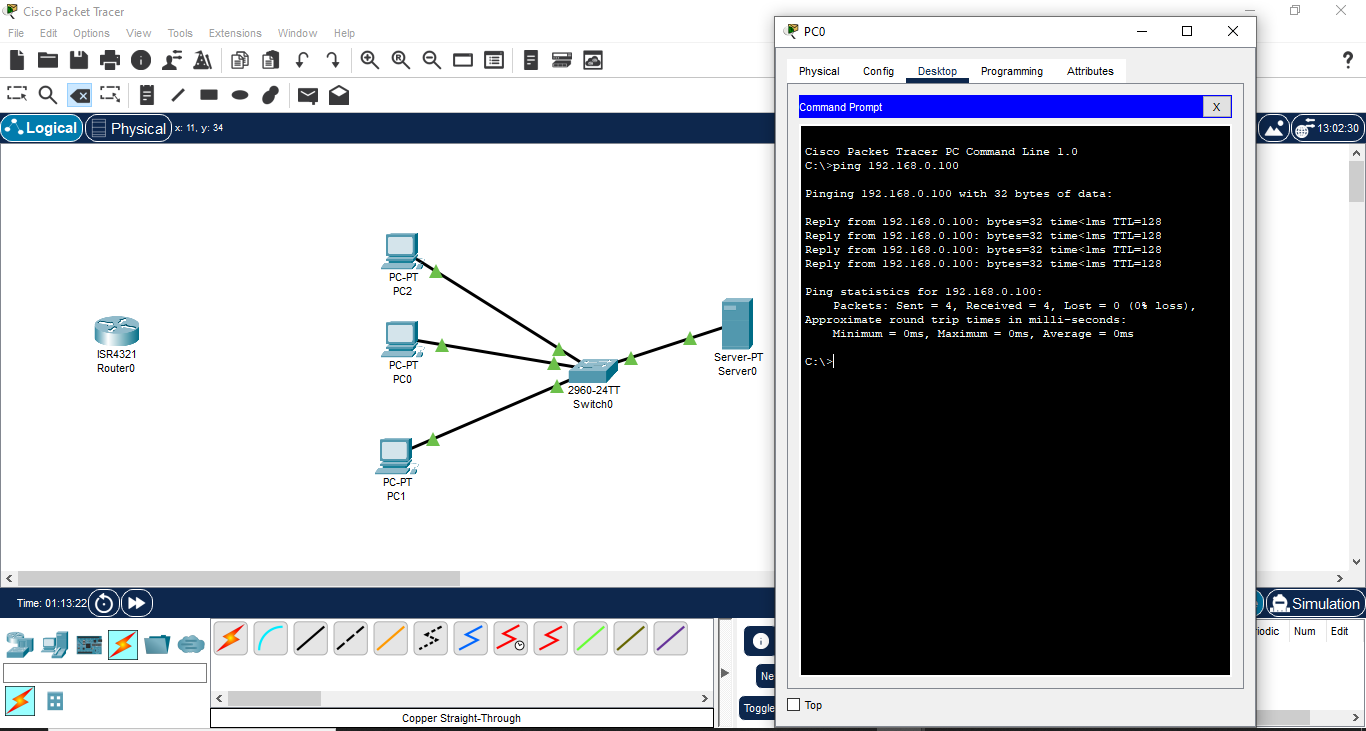 Cisco Packet Tracer
File Edit Options View Tools Extensions Window Help
?
Logical
Physical
x: 11, y: 34
13:02:30
PC-PT
PC2
PC-PT
PC0
PC-PT
PC1
ISR4321
Router0
2960-24TT
Switch0
Server-PT
Server0
PC0
Physical Config Desktop Programming Attributes
Command Prompt
X
Cisco Packet Tracer PC Command Line 1.0
C:\>ping 192.168.0.100
Pinging 192.168.0.100 with 32 bytes of data:
Reply from 192.168.0.100: bytes=32 time<1ms TTL=128
Reply from 192.168.0.100: bytes=32 time<1ms TTL=128
Reply from 192.168.0.100: bytes=32 time<1ms TTL=128
Reply from 192.168.0.100: bytes=32 time<1ms TTL=128
Ping statistics for 192.168.0.100:
Packets: Sent = 4, Received = 4, Lost = 0 (0% loss),
Approximate round trip times in milli-seconds:
Minimum = 0ms, Maximum = 0ms, Average = 0ms
C:\>
Top
Time: 01:13:22
Simulation
iodic Num Edit
Ne
Toggle
Copper Straight-Through